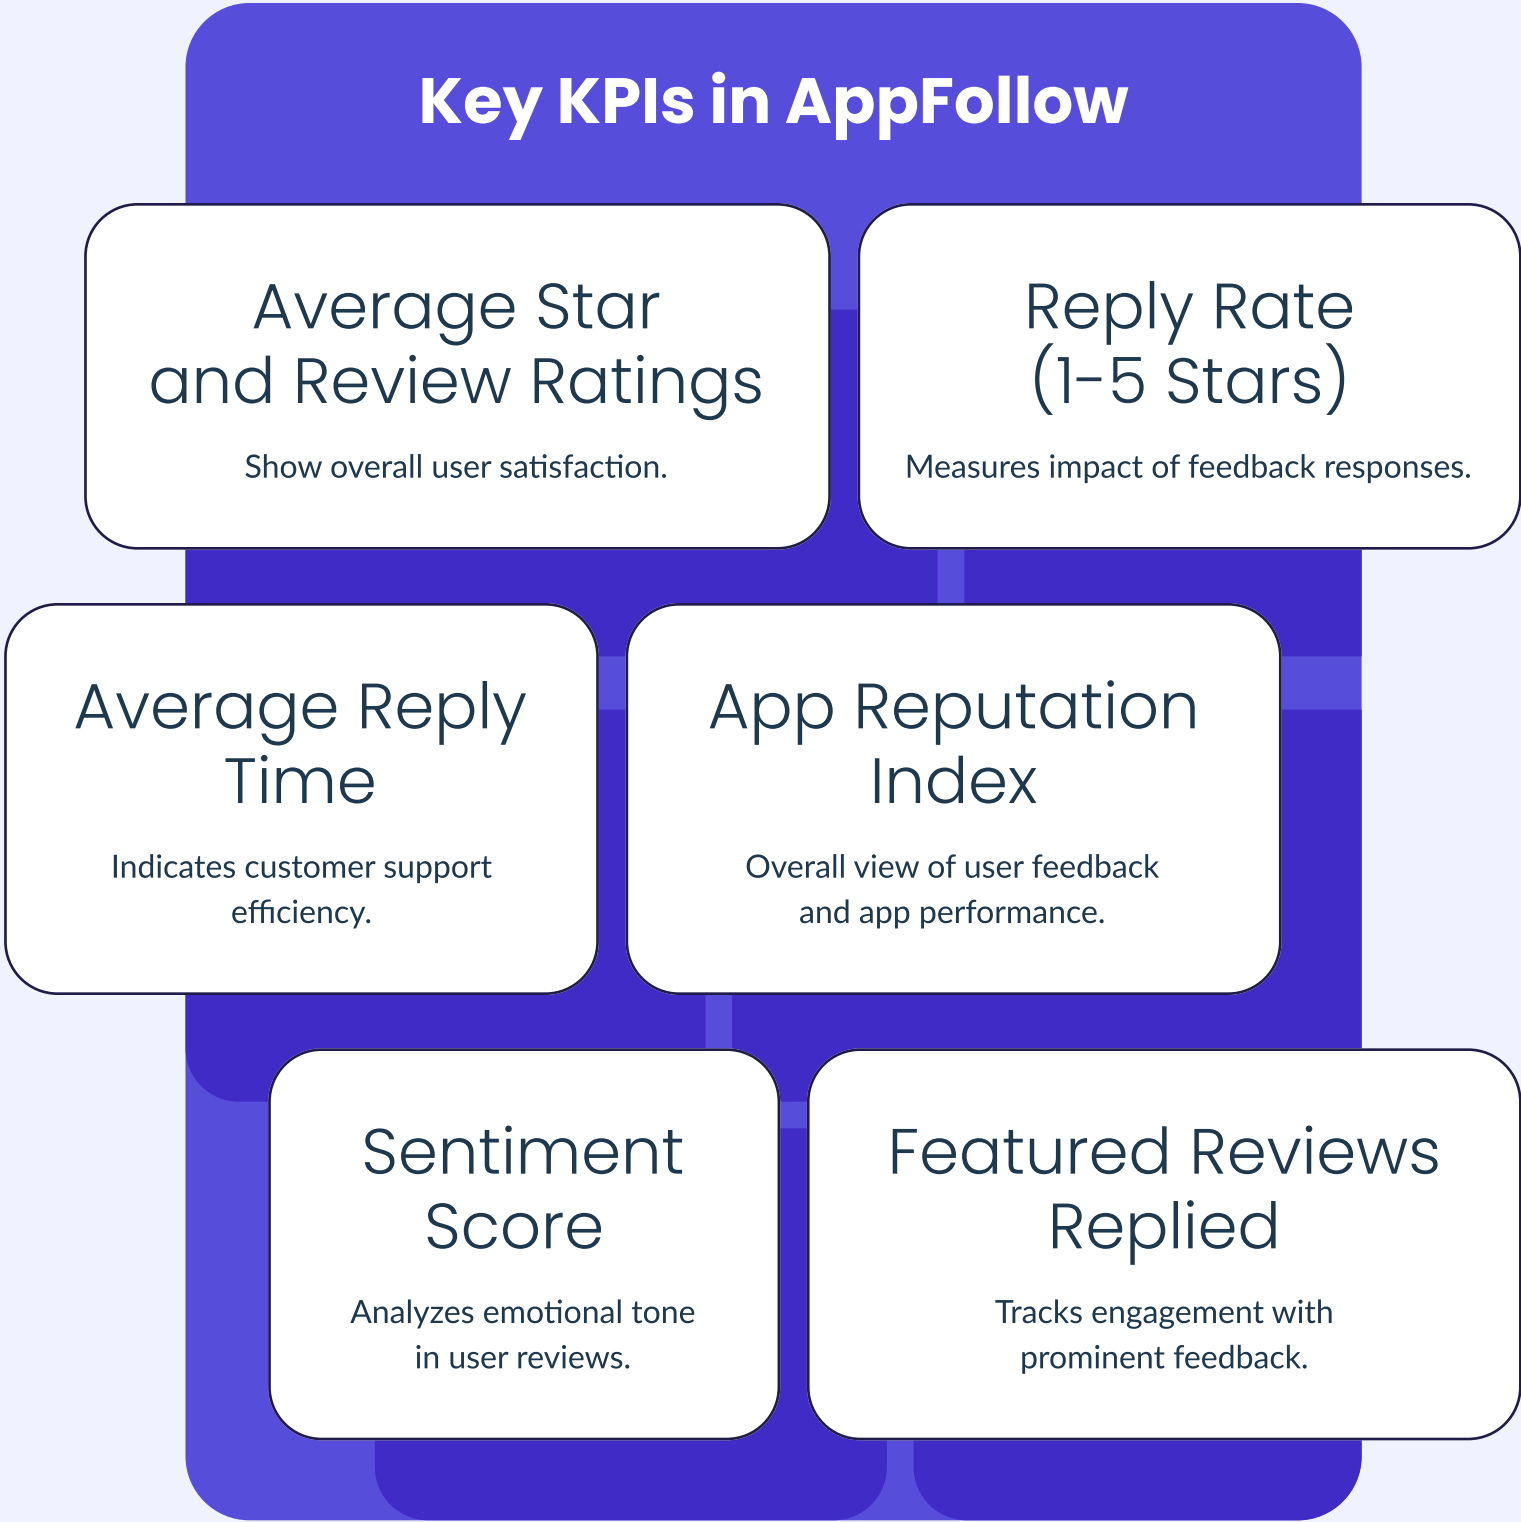 Key KPIs in AppFollow
Average Star
and Review Ratings
Show overall user satisfaction.
Reply Rate
(1-5 Stars)
Measures impact of feedback responses.
Average Reply
Time
Indicates customer support
efficiency.
App Reputation
Index
Overall view of user feedback
and app performance.
Sentiment
Score
Analyzes emotional tone
in user reviews.
Featured Reviews
Replied
Tracks engagement with
prominent feedback.